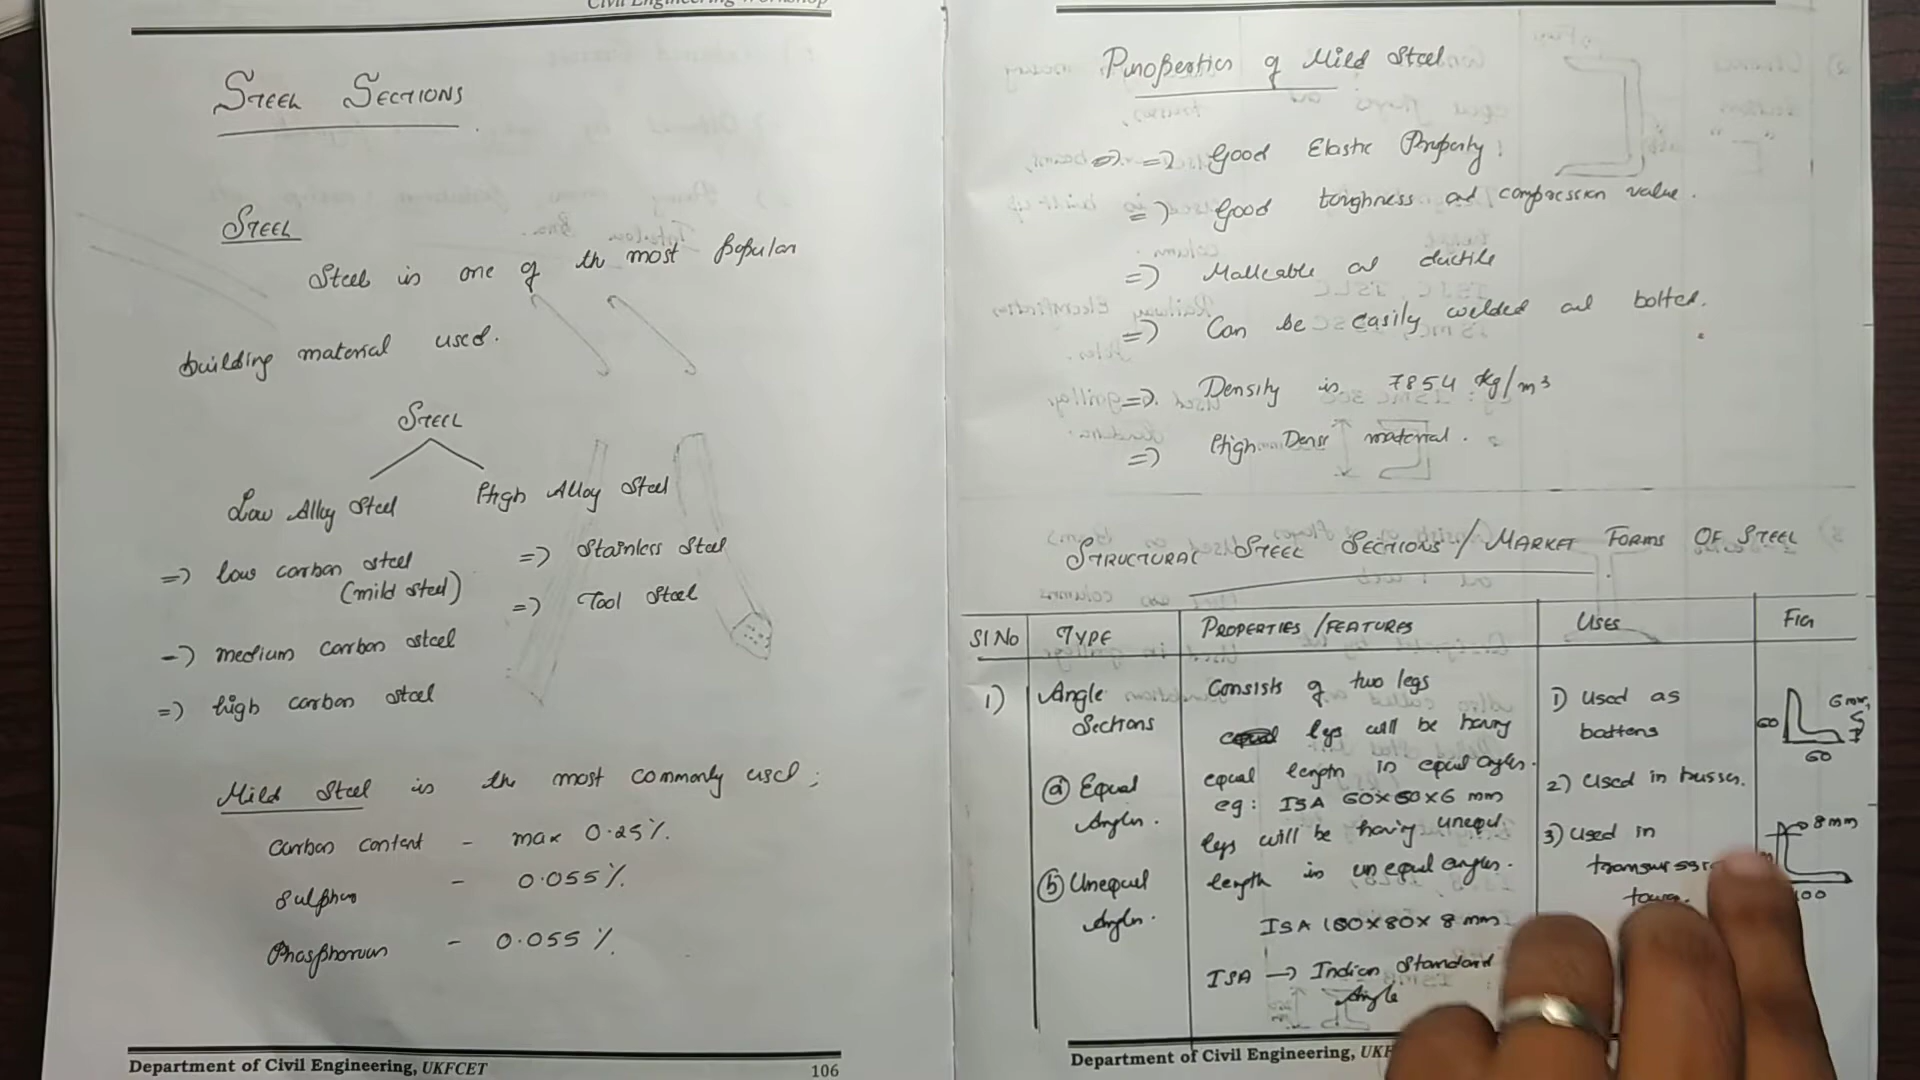 Civil Engineering Workshop
STEEL SECTIONS
STEEL
Steel is one of th most popular
building material used.
STEEL
Low Alloy Steel
High Alloy Steel
=> low carbon steel
(mild steel)
-> medium carbon steel
=> high carbon steel
=> Stainless Steel
=> Tool Steel
Mild Steel is the most commonly used;
Carbon content - max 0.25%.
Sulphur - 0.055%.
Phosphorus - 0.055%.
Department of Civil Engineering, UKFCET
106
Properties of Mild Steel
=> Good Elastic Property!
=> Good toughness and compression value.
=> Malleable and ductile
=> Can be easily welded and bolted.
=> Density is 7854 kg/m3
=> High Dense material.
STRUCTURAL STEEL SECTIONS / MARKET FORMS OF STEEL
Sl No TYPE PROPERTIES/FEATURES USES FIG
1) Angle Sections
(a) Equal Angles.
(b) Unequal Angles.
Consists of two legs
legs will be having
equal length in equal angles.
eg: ISA 60x60x6 mm
legs will be having unequal
length in unequal angles.
ISA 100x80x 8 mm
ISA -> Indian Standard
Angle
1) Used as
battens
2) Used in trusses.
3) Used in
60
6mm
60
8mm
100
Department of Civil Engineering,